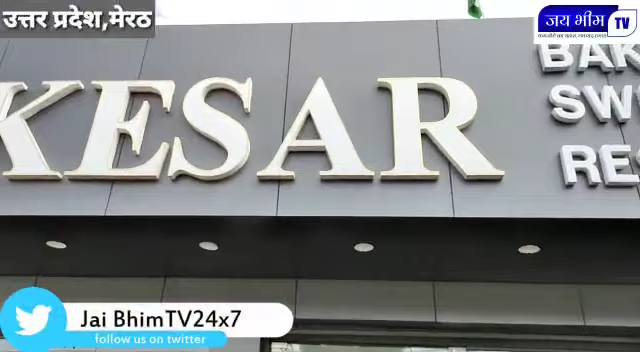 उत्तर प्रदेश,मेरठ
जय भीम TV
KESAR
BAK
SW
RES
Jai BhimTV24x7
follow us on twitter